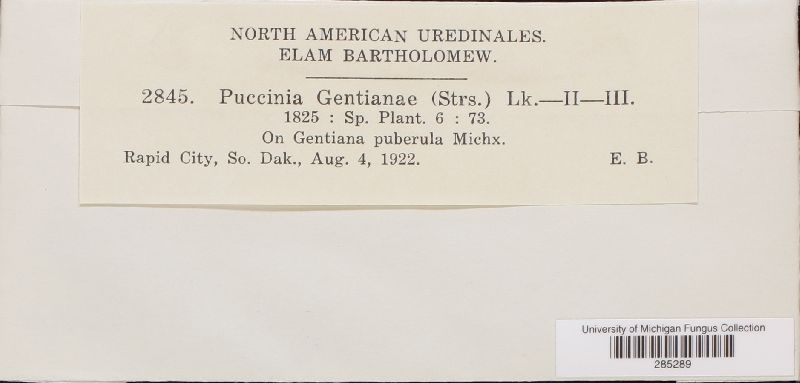 NORTH AMERICAN UREDINALES.
ELAM BARTHOLOMEW.
2845. Puccinia Gentianae (Strs.) Lk.—II—III.
1825 : Sp. Plant. 6 : 73.
On Gentiana puberula Michx.
Rapid City, So. Dak., Aug. 4, 1922. E. B.
University of Michigan Fungus Collection
285289